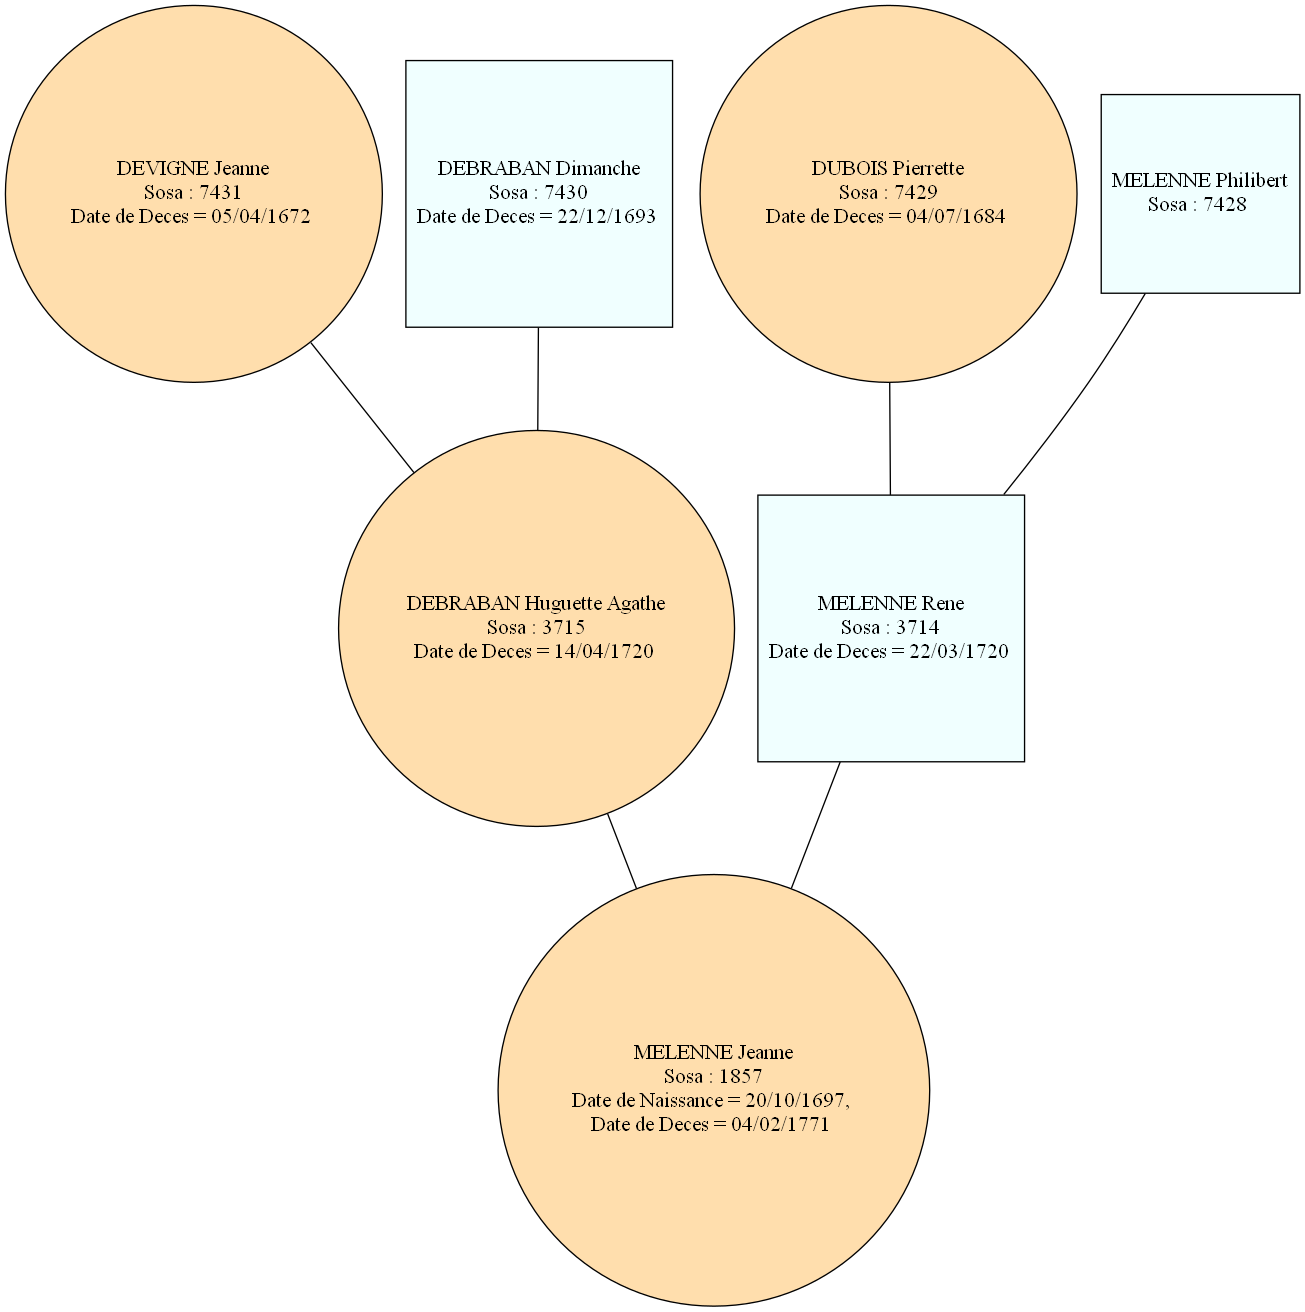 DEVIGNE Jeanne
Sosa : 7431
Date de Deces = 05/04/1672
DEBRABAN Dimanche
Sosa : 7430
Date de Deces = 22/12/1693
DUBOIS Pierrette
Sosa : 7429
Date de Deces = 04/07/1684
MELENNE Philibert
Sosa : 7428
DEBRABAN Huguette Agathe
Sosa : 3715
Date de Deces = 14/04/1720
MELENNE Rene
Sosa : 3714
Date de Deces = 22/03/1720
MELENNE Jeanne
Sosa : 1857
Date de Naissance = 20/10/1697,
Date de Deces = 04/02/1771